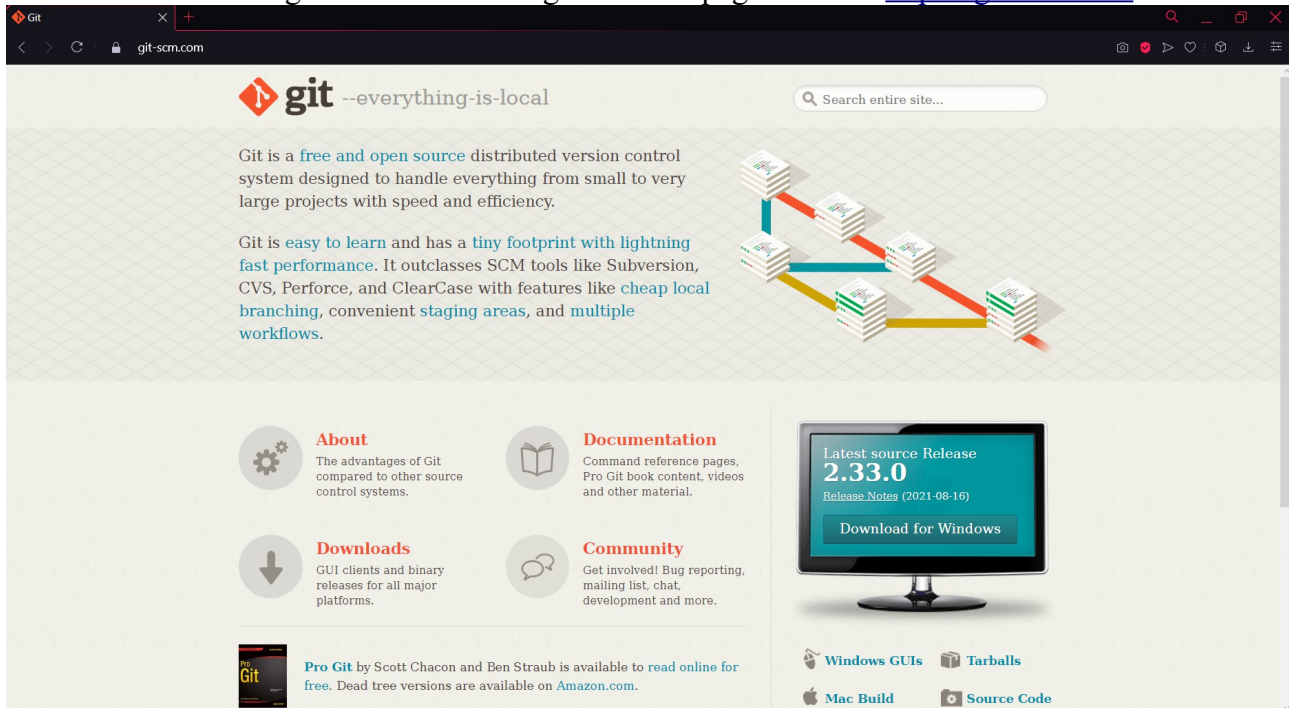 Git
git-scm.com
git --everything-is-local
Search entire site...
Git is a free and open source distributed version control
system designed to handle everything from small to very
large projects with speed and efficiency.
Git is easy to learn and has a tiny footprint with lightning
fast performance. It outclasses SCM tools like Subversion,
CVS, Perforce, and ClearCase with features like cheap local
branching, convenient staging areas, and multiple
workflows.
About
The advantages of Git
compared to other source
control systems.
Documentation
Command reference pages,
Pro Git book content, videos
and other material.
Downloads
GUI clients and binary
releases for all major
platforms.
Community
Get involved! Bug reporting,
mailing list, chat,
development and more.
Pro
Git
Pro Git by Scott Chacon and Ben Straub is available to read online for
free. Dead tree versions are available on Amazon.com.
Latest source Release
2.33.0
Release Notes (2021-08-16)
Download for Windows
Windows GUIs
Tarballs
Mac Build
Source Code